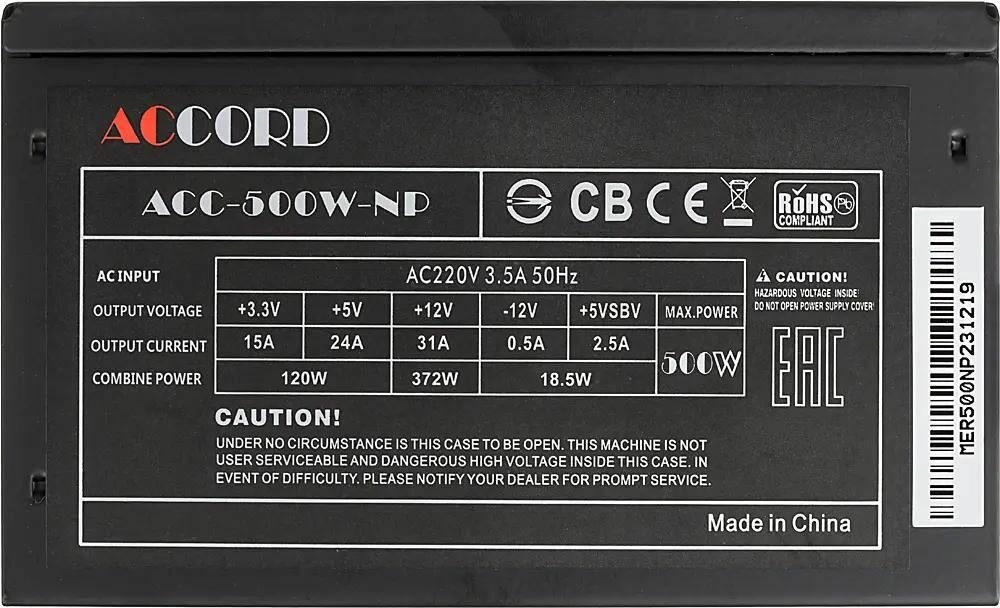 ACCORD
ACC-500W-NP
CB CE
RoHS Pb
COMPLIANT
AC INPUT AC220V 3.5A 50Hz
OUTPUT VOLTAGE +3.3V +5V +12V -12V +5VSBV MAX.POWER
OUTPUT CURRENT 15A 24A 31A 0.5A 2.5A 500W
COMBINE POWER 120W 372W 18.5W
CAUTION!
HAZARDOUS VOLTAGE INSIDE!
DO NOT OPEN POWER SUPPLY COVER!
EAC
CAUTION!
UNDER NO CIRCUMSTANCE IS THIS CASE TO BE OPEN. THIS MACHINE IS NOT
USER SERVICEABLE AND DANGEROUS HIGH VOLTAGE INSIDE THIS CASE. IN
EVENT OF DIFFICULTY. PLEASE NOTIFY YOUR DEALER FOR PROMPT SERVICE.
Made in China
MER500NP231219